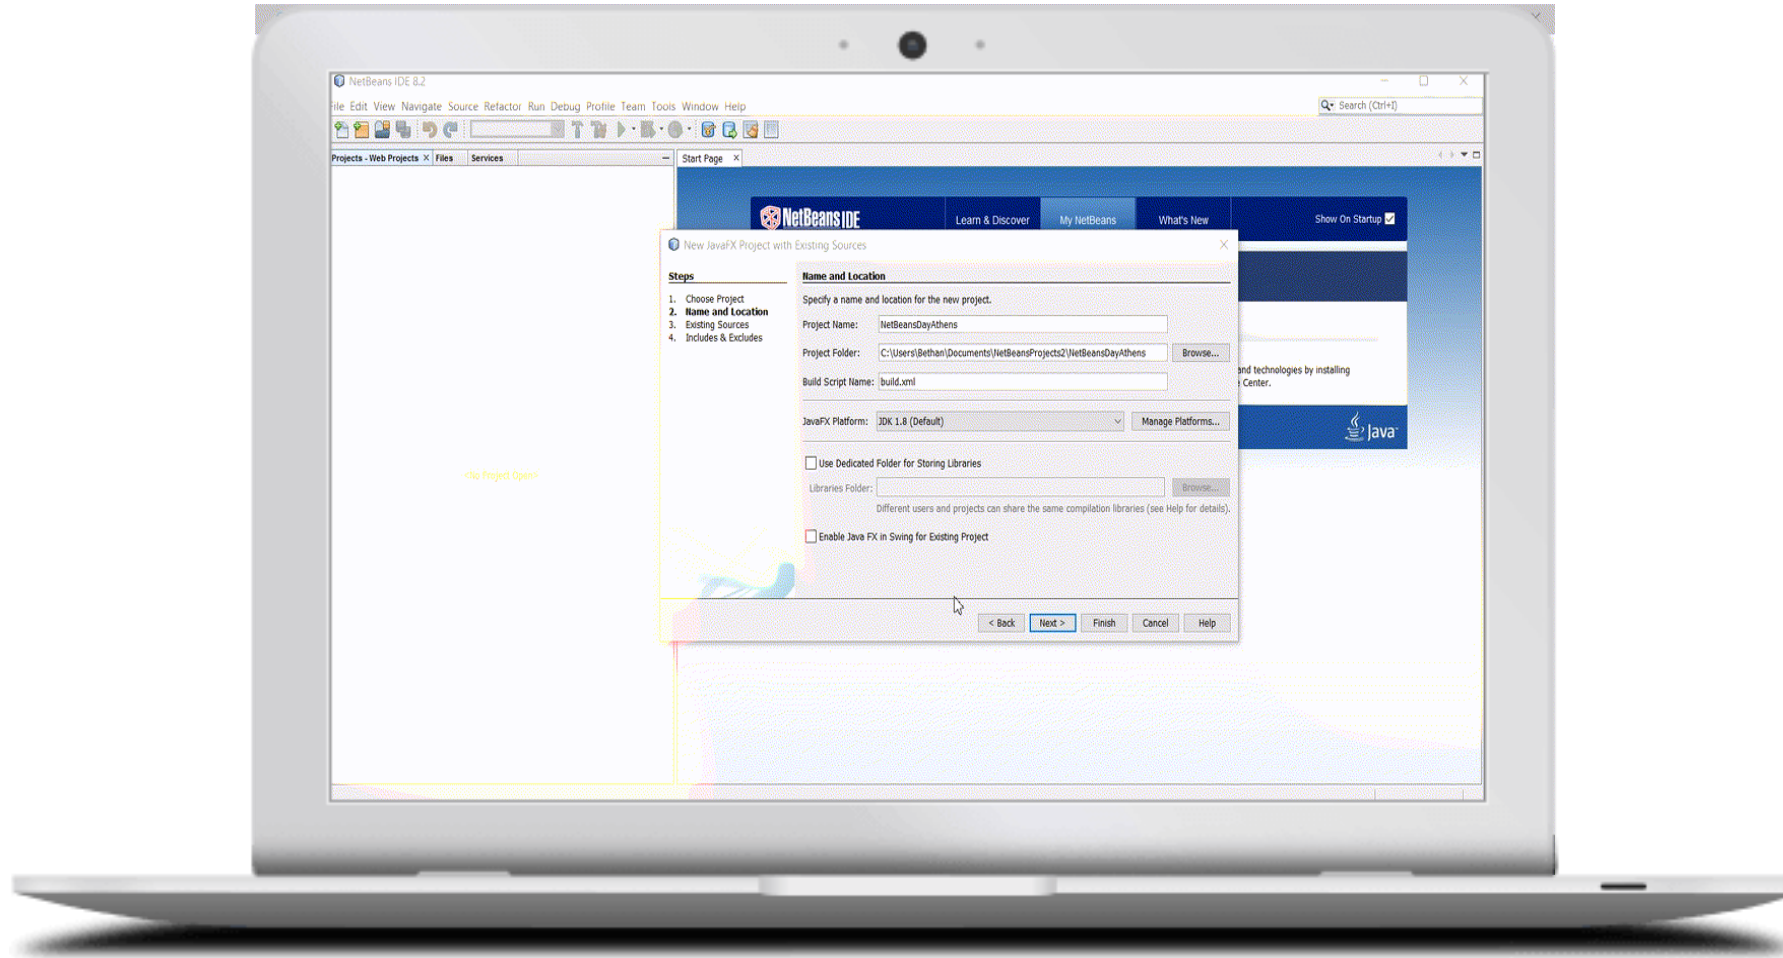 NetBeans IDE 8.2
File Edit View Navigate Source Refactor Run Debug Profile Team Tools Window Help
Search (Ctrl+I)
Projects - Web Projects × Files Services
Start Page ×
NetBeans IDE Learn & Discover My NetBeans What's New Show On Startup
New JavaFX Project with Existing Sources
Steps
1. Choose Project
2. Name and Location
3. Existing Sources
4. Includes & Excludes
Name and Location
Specify a name and location for the new project.
Project Name: NetBeansDayAthens
Project Folder: C:\Users\Bethan\Documents\NetBeansProjects2\NetBeansDayAthens Browse...
Build Script Name: build.xml
JavaFX Platform: JDK 1.8 (Default) Manage Platforms...
Use Dedicated Folder for Storing Libraries
Libraries Folder: Browse...
Different users and projects can share the same compilation libraries (see Help for details).
Enable Java FX in Swing for Existing Project
< Back Next > Finish Cancel Help
and technologies by installing
Center.
Java
<No Project Open>